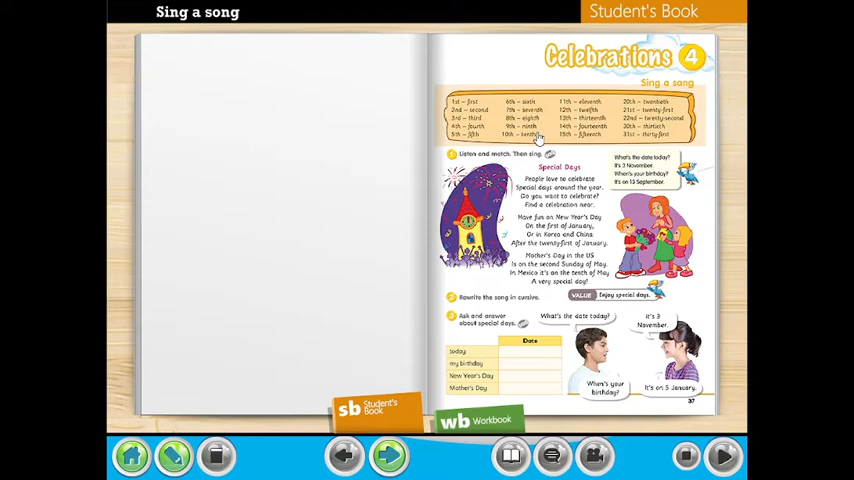 Sing a song
Student's Book
Celebrations 4
Sing a song
1st – first
2nd – second
3rd – third
4th – fourth
5th – fifth
6th – sixth
7th – seventh
8th – eighth
9th – ninth
10th – tenth
11th – eleventh
12th – twelfth
13th – thirteenth
14th – fourteenth
15th – fifteenth
20th – twentieth
21st – twenty-first
22nd – twenty-second
30th – thirtieth
31st – thirty-first
1 Listen and match. Then sing.
What's the date today?
It's 3 November.
When's your birthday?
It's on 13 September.
Special Days
People love to celebrate
Special days around the year.
Do you want to celebrate?
Find a celebration near.
Have fun on New Year's Day
On the first of January,
Or in Korea and China
After the twenty-first of January.
Mother's Day in the US
Is on the second Sunday of May.
In Mexico it's on the tenth of May
A very special day!
2 Rewrite the song in cursive.
VALUE Enjoy special days.
3 Ask and answer
about special days.
Date
today
my birthday
New Year's Day
Mother's Day
What's the date today?
It's 3
November.
When's your
birthday?
It's on 5 January.
37
sb Student's
Book
wb Workbook